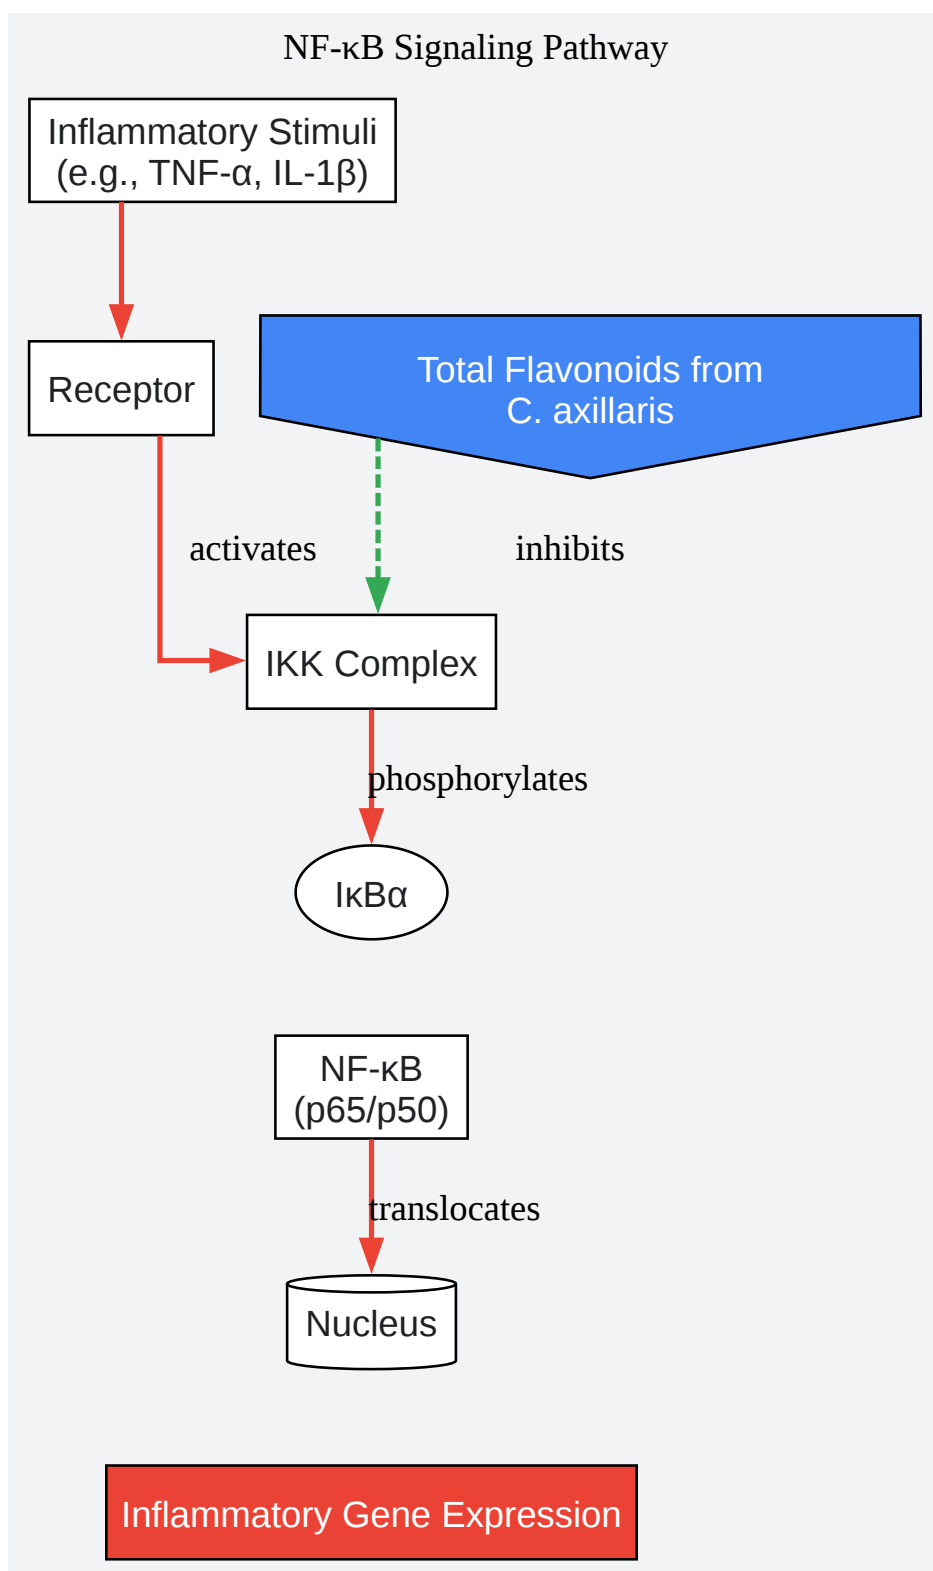 NF-κB Signaling Pathway
Inflammatory Stimuli
(e.g., TNF-α, IL-1β)
Receptor
Total Flavonoids from
C. axillaris
activates
inhibits
IKK Complex
phosphorylates
IκBα
NF-κB
(p65/p50)
translocates
Nucleus
Inflammatory Gene Expression